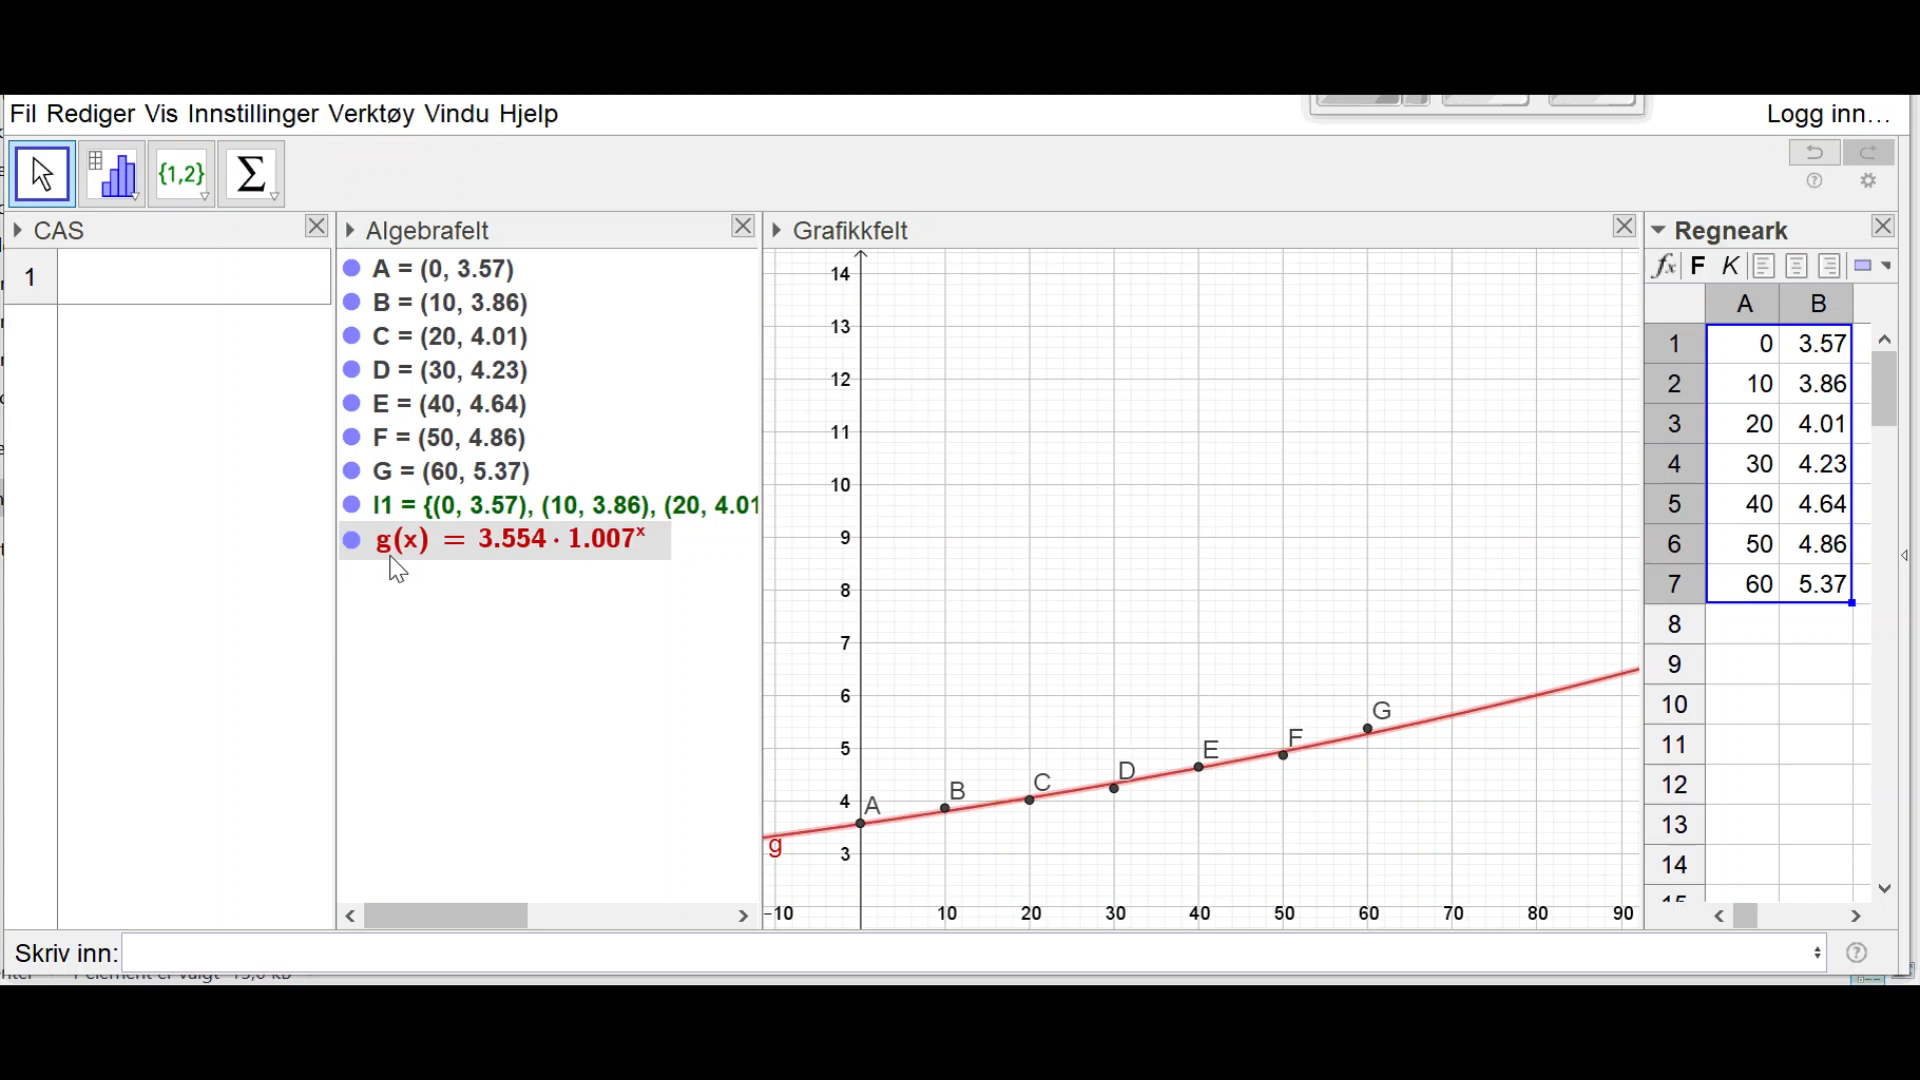 Fil Rediger Vis Innstillinger Verktøy Vindu Hjelp
Logg inn...
{1,2}
Σ
CAS
1
Algebrafelt
A = (0, 3.57)
B = (10, 3.86)
C = (20, 4.01)
D = (30, 4.23)
E = (40, 4.64)
F = (50, 4.86)
G = (60, 5.37)
l1 = {(0, 3.57), (10, 3.86), (20, 4.01
g(x) = 3.554 · 1.007ˣ
Grafikkfelt
14
13
12
11
10
9
8
7
6
5
4
3
A
B
C
D
E
F
G
g
−10 10 20 30 40 50 60 70 80 90
Regneark
fx F K
A B
1 0 3.57
2 10 3.86
3 20 4.01
4 30 4.23
5 40 4.64
6 50 4.86
7 60 5.37
8
9
10
11
12
13
14
Skriv inn: